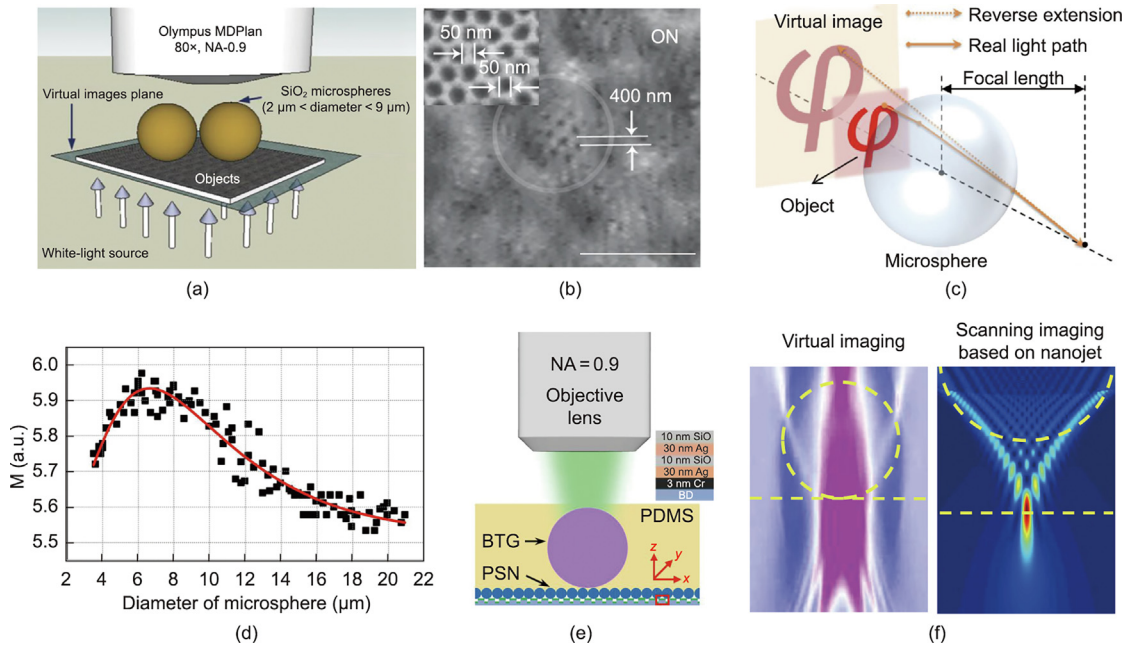 Olympus MDPlan
80×, NA-0.9
Virtual images plane
SiO₂ microspheres
(2 μm < diameter < 9 μm)
Objects
White-light source
(a)
50 nm
50 nm
ON
400 nm
(b)
Virtual image
Reverse extension
Real light path
Focal length
φ
φ
Object
Microsphere
(c)
M (a.u.)
6.0
5.9
5.8
5.7
5.6
5.5
2 4 6 8 10 12 14 16 18 20 22
Diameter of microsphere (μm)
(d)
NA = 0.9
Objective
lens
10 nm SiO
30 nm Ag
10 nm SiO
30 nm Ag
3 nm Cr
BD
PDMS
BTG
PSN
z
y
x
(e)
Virtual imaging
Scanning imaging
based on nanojet
(f)